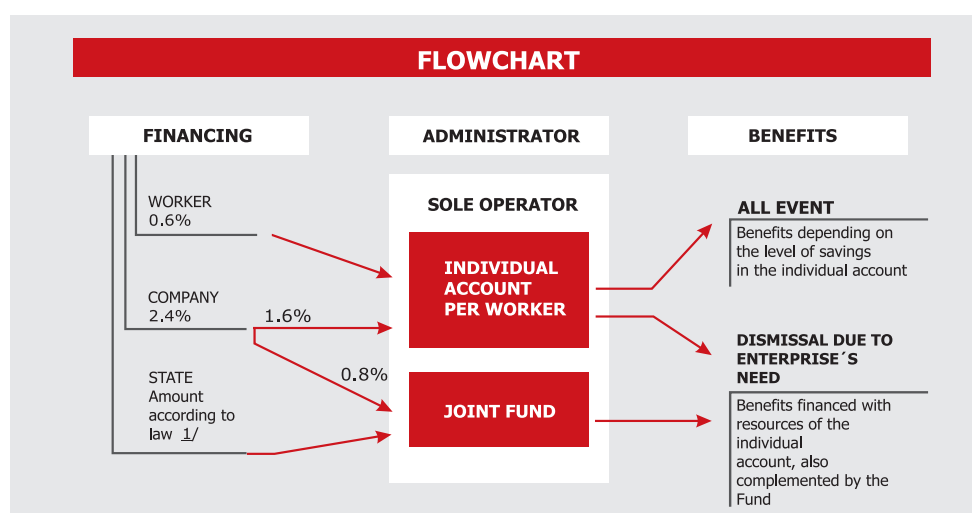 FLOWCHART
FINANCING
ADMINISTRATOR
BENEFITS
WORKER
0.6%
COMPANY
2.4%
1.6%
0.8%
STATE
Amount
according to
law 1/
SOLE OPERATOR
INDIVIDUAL
ACCOUNT
PER WORKER
JOINT FUND
ALL EVENT
Benefits depending on
the level of savings
in the individual account
DISMISSAL DUE TO
ENTERPRISE´S
NEED
Benefits financed with
resources of the
individual
account, also
complemented by the
Fund